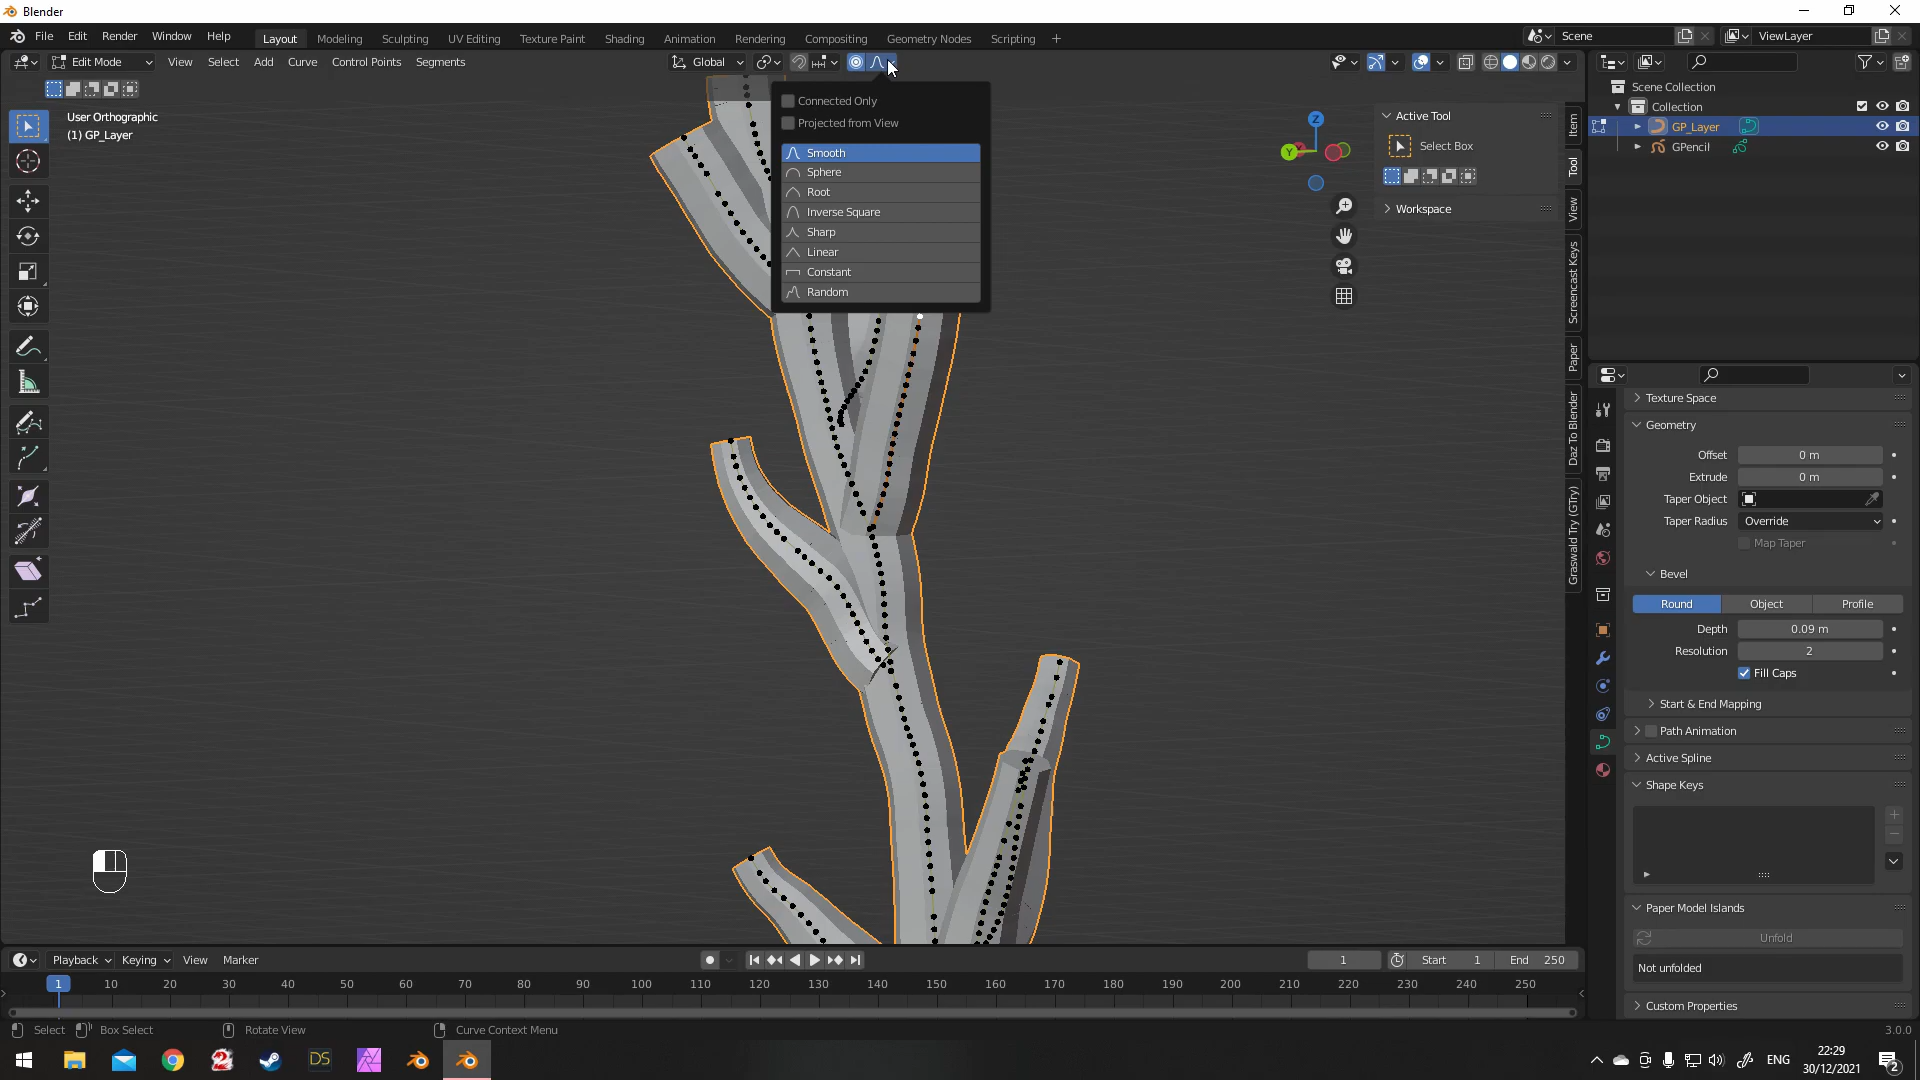 Blender
File Edit Render Window Help
Layout Modeling Sculpting UV Editing Texture Paint Shading Animation Rendering Compositing Geometry Nodes Scripting
Scene
ViewLayer
Edit Mode View Select Add Curve Control Points Segments
Global
User Orthographic
(1) GP_Layer
Connected Only
Projected from View
Smooth
Sphere
Root
Inverse Square
Sharp
Linear
Constant
Random
Z
Y
Active Tool
Select Box
Workspace
Item
Tool
View
Screencast Keys
Paper
Daz To Blender
Graswald Try (GTry)
Scene Collection
Collection
GP_Layer
GPencil
Texture Space
Geometry
Offset 0 m
Extrude 0 m
Taper Object
Taper Radius Override
Map Taper
Bevel
Round Object Profile
Depth 0.09 m
Resolution 2
Fill Caps
Start & End Mapping
Path Animation
Active Spline
Shape Keys
Paper Model Islands
Unfold
Not unfolded
Custom Properties
Playback Keying View Marker
1 Start 1 End 250
1 10 20 30 40 50 60 70 80 90 100 110 120 130 140 150 160 170 180 190 200 210 220 230 240 250
Select Box Select Rotate View Curve Context Menu
3.0.0
DS
ENG
22:29
30/12/2021
2